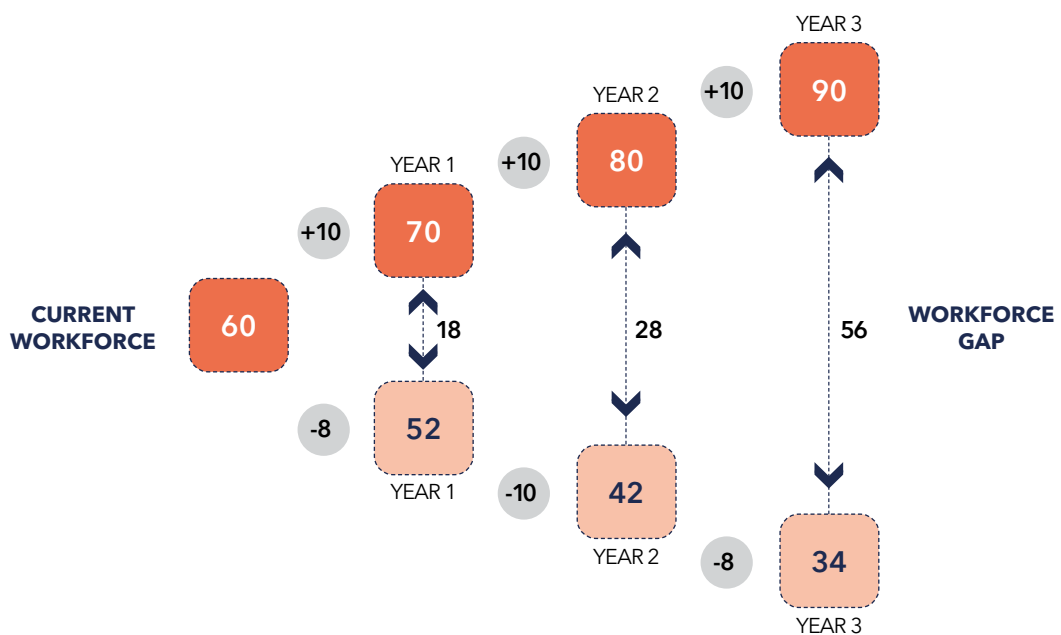 YEAR 3
+10
90
YEAR 2
+10
80
YEAR 1
+10
70
CURRENT
WORKFORCE
60
18
28
56
WORKFORCE
GAP
-8
52
YEAR 1
-10
42
YEAR 2
-8
34
YEAR 3